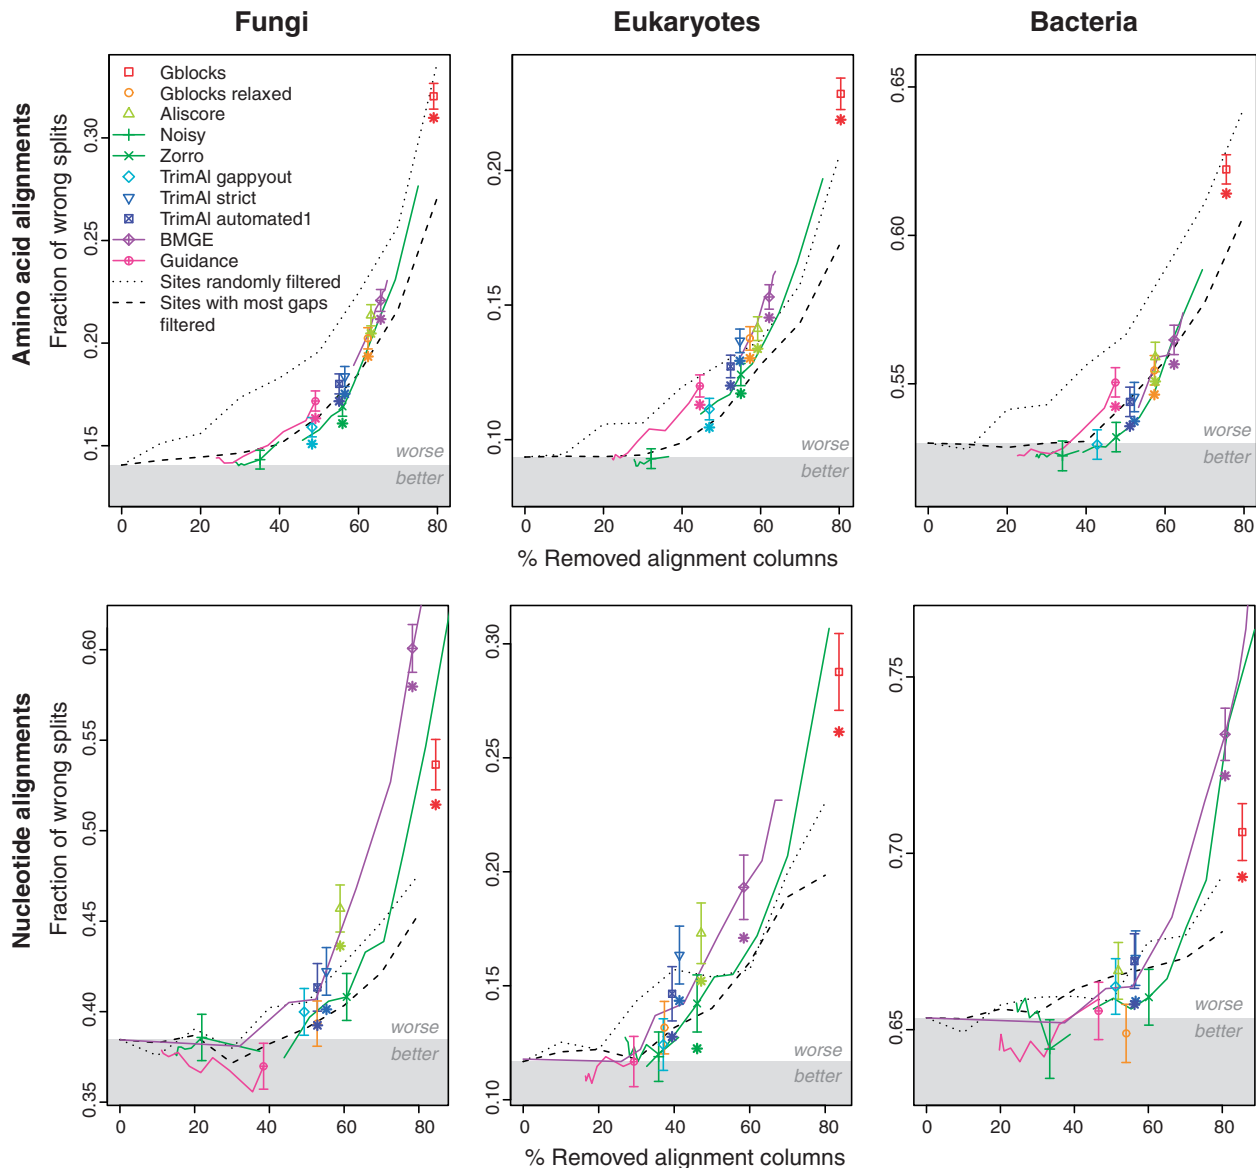 Fungi
Eukaryotes
Bacteria
Amino acid alignments
Fraction of wrong splits
0.15
0.20
0.25
0.30
Gblocks
Gblocks relaxed
Aliscore
Noisy
Zorro
TrimAl gappyout
TrimAl strict
TrimAl automated1
BMGE
Guidance
Sites randomly filtered
Sites with most gaps
filtered
worse
better
0 20 40 60 80
0.10
0.15
0.20
worse
better
0 20 40 60 80
0.55
0.60
0.65
worse
better
0 20 40 60 80
% Removed alignment columns
Nucleotide alignments
Fraction of wrong splits
0.35
0.40
0.45
0.50
0.55
0.60
worse
better
0 20 40 60 80
0.10
0.15
0.20
0.25
0.30
worse
better
0 20 40 60 80
0.65
0.70
0.75
worse
better
0 20 40 60 80
% Removed alignment columns